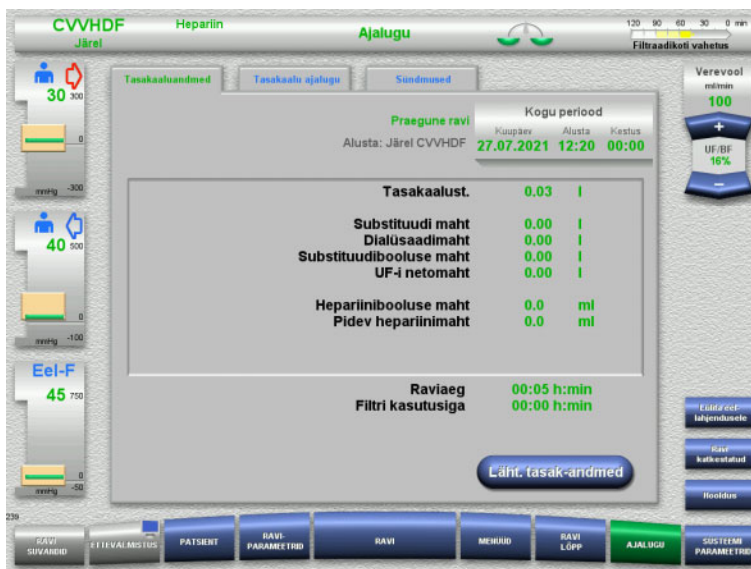 CVVHDF
Järel
Hepariin
Ajalugu
120 90 60 30 0 min
Filtraadikoti vahetus
30 300
0
mmHg -300
40 500
0
mmHg -100
Eel-F
45 750
0
mmHg -50
Tasakaaluandmed
Tasakaalu ajalugu
Sündmused
Praegune ravi
Alusta: Järel CVVHDF
Kogu periood
Kuupäev Alusta Kestus
27.07.2021 12:20 00:00
Tasakaalust. 0.03 l
Substituudi maht 0.00 l
Dialüsaadimaht 0.00 l
Substituudibooluse maht 0.00 l
UF-i netomaht 0.00 l
Hepariinibooluse maht 0.0 ml
Pidev hepariinimaht 0.0 ml
Raviaeg 00:05 h:min
Filtri kasutusiga 00:00 h:min
Läht. tasak-andmed
Verevool
ml/min
100
+
UF/BF
16%
–
Lülita eel-
lahjendusele
Ravi
katkestatud
Hooldus
239
RAVI
SUVANDID
ETTEVALMISTUS
PATSIENT
RAVI-
PARAMEETRID
RAVI
MENÜÜD
RAVI
LÕPP
AJALUGU
SÜSTEEMI
PARAMEETRID